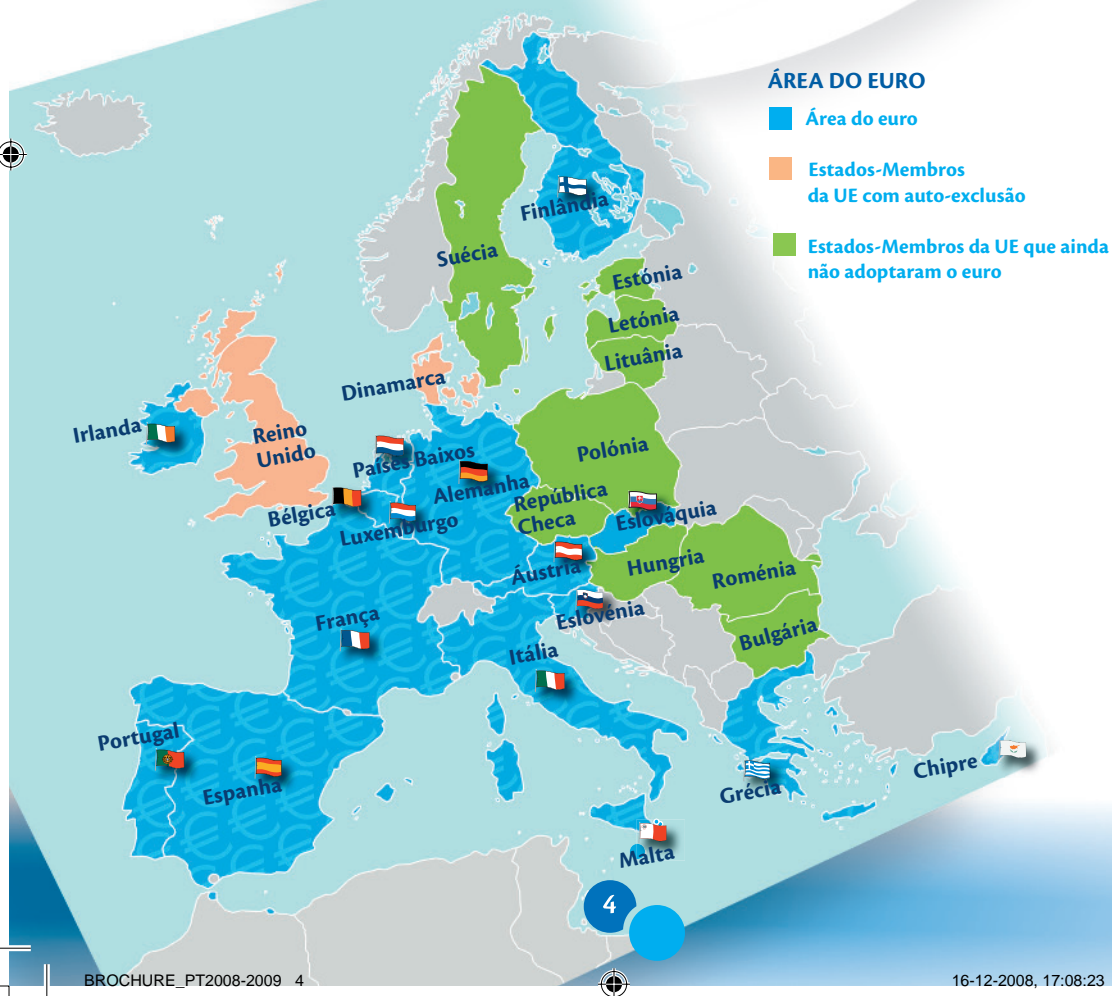 ÁREA DO EURO
Área do euro
Estados-Membros
da UE com auto-exclusão
Estados-Membros da UE que ainda
não adoptaram o euro
Finlândia
Suécia
Estónia
Letónia
Lituânia
Dinamarca
Irlanda
Reino
Unido
Países Baixos
Polónia
Alemanha
República
Checa
Bélgica
Luxemburgo
Eslováquia
Áustria
Hungria
Roménia
Eslovénia
França
Bulgária
Itália
Portugal
Espanha
Grécia
Chipre
Malta
4
BROCHURE_PT2008-2009 4
16-12-2008, 17:08:23